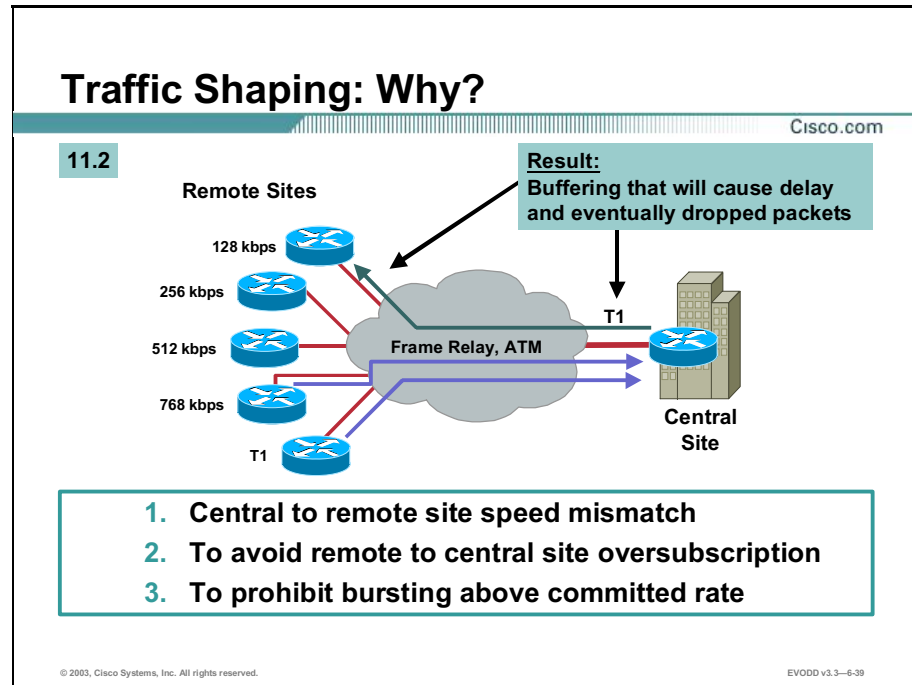 Traffic Shaping: Why?
Cisco.com
11.2
Result:
Buffering that will cause delay
and eventually dropped packets
Remote Sites
128 kbps
256 kbps
512 kbps
768 kbps
T1
T1
Frame Relay, ATM
Central
Site
1. Central to remote site speed mismatch
2. To avoid remote to central site oversubscription
3. To prohibit bursting above committed rate
© 2003, Cisco Systems, Inc. All rights reserved.
EVODD v3.3—6-39